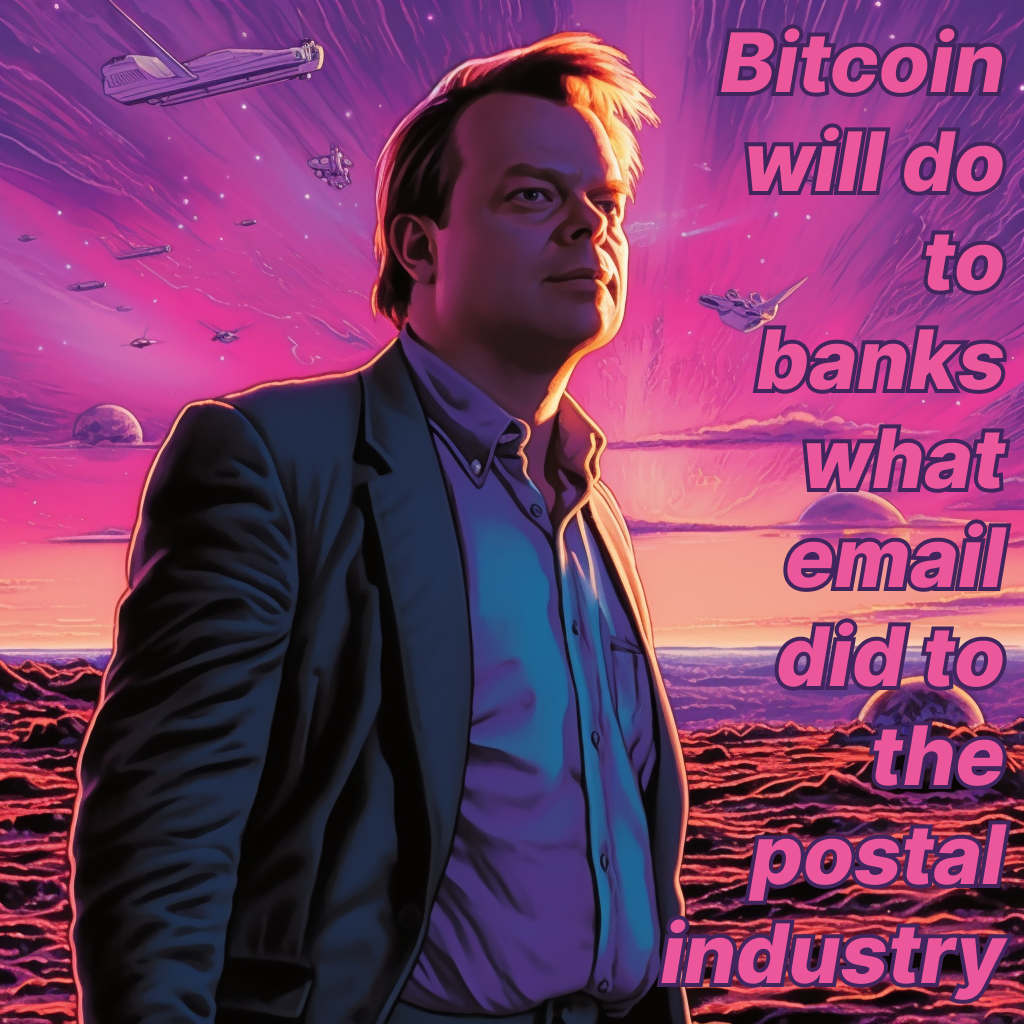 Bitcoin
will do
to
banks
what
email
did to
the
postal
industry